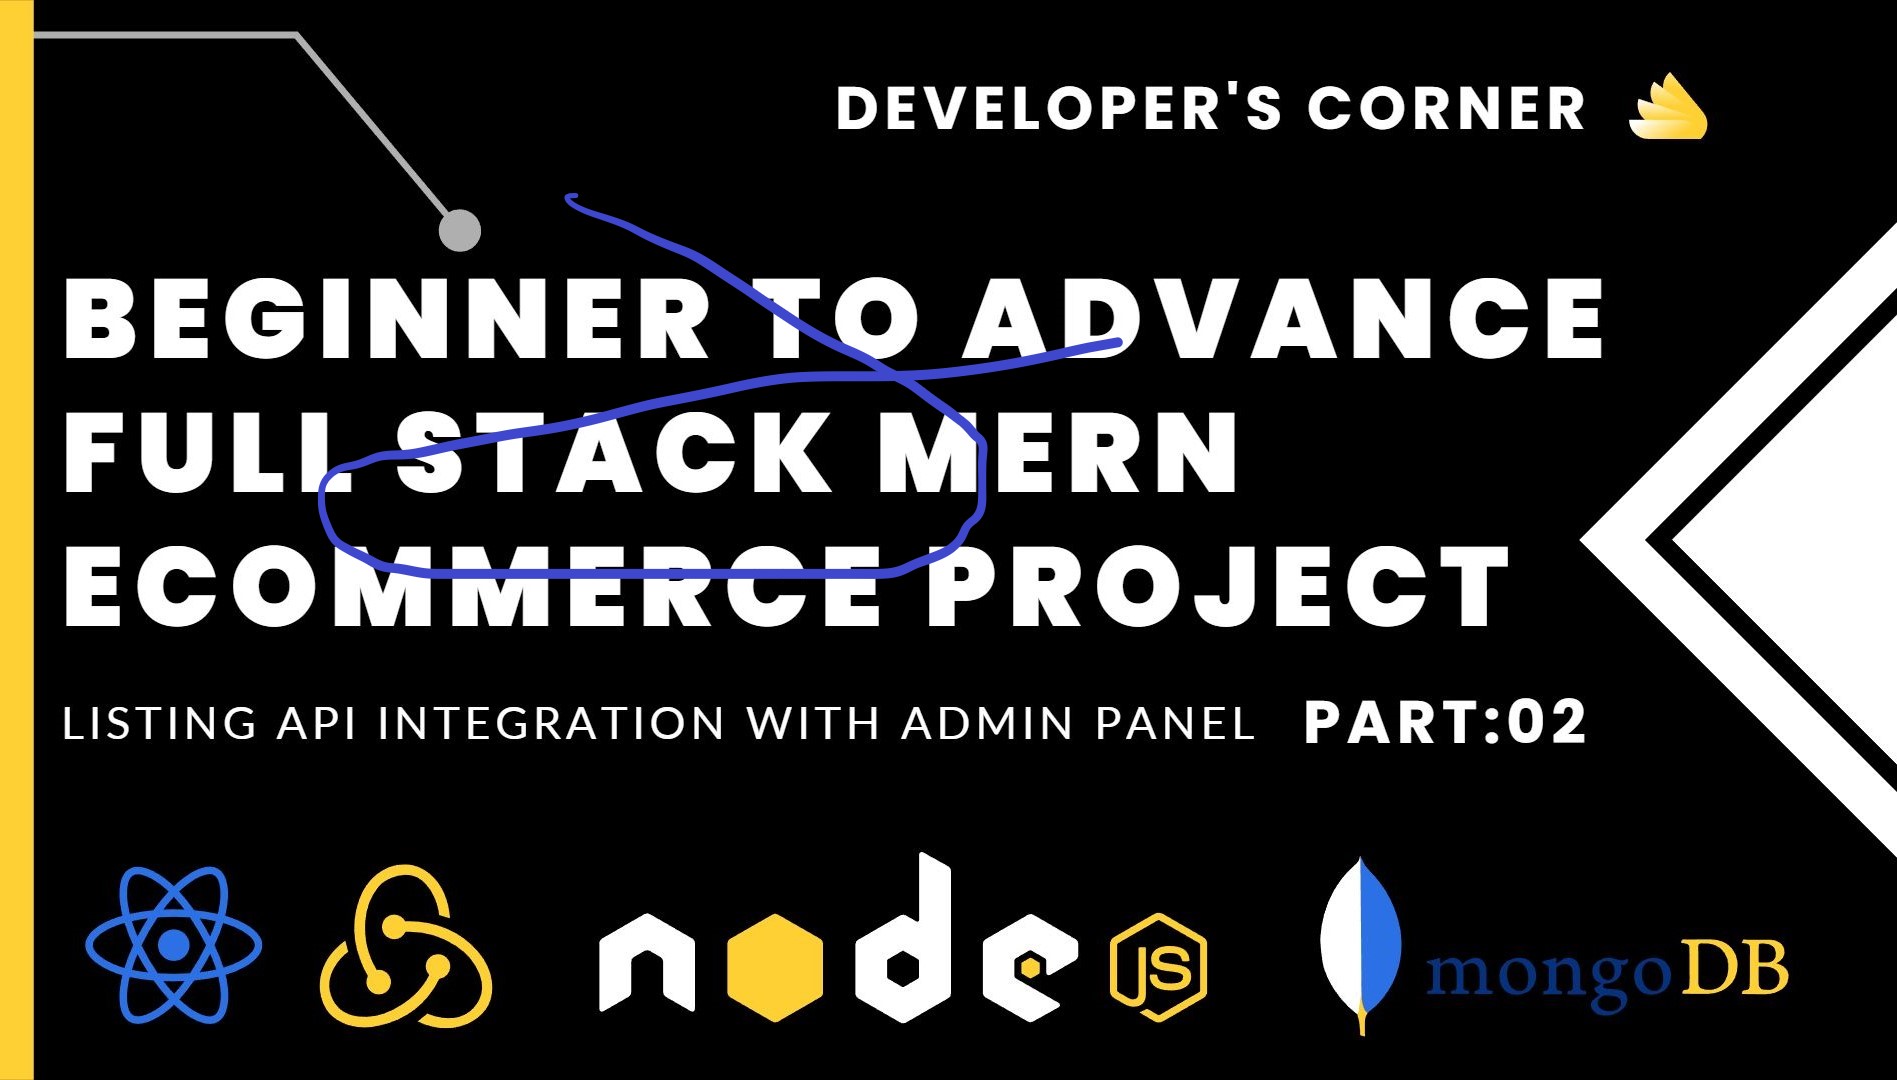 DEVELOPER'S CORNER
BEGINNER TO ADVANCE
FULL STACK MERN
ECOMMERCE PROJECT
LISTING API INTEGRATION WITH ADMIN PANEL PART:02
node JS mongoDB